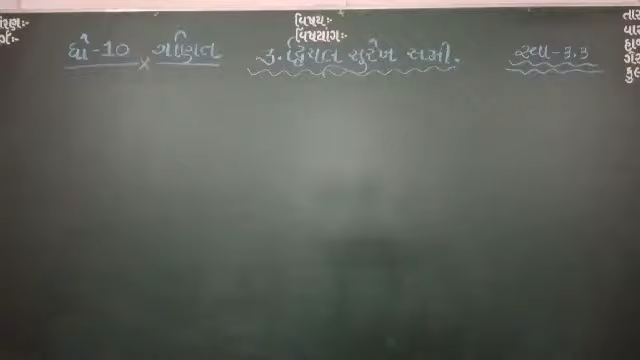 વિષય:-
વિષયાંગ:-
ધો-10 × ગણિત
૩. દ્વિચલ સુરેખ સમી.
સ્વા-૩.૩